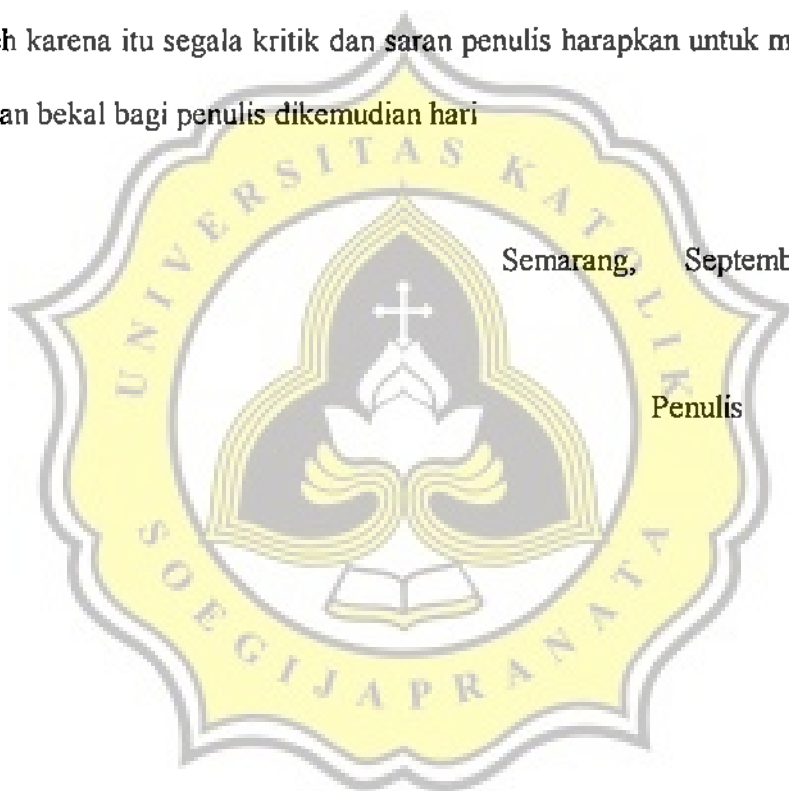 h karena itu segala kritik dan saran penulis harapkan untuk m
an bekal bagi penulis dikemudian hari
UNIVERSITAS KATOLIK
Semarang, Septemb
Penulis
SOEGIJAPRANATA